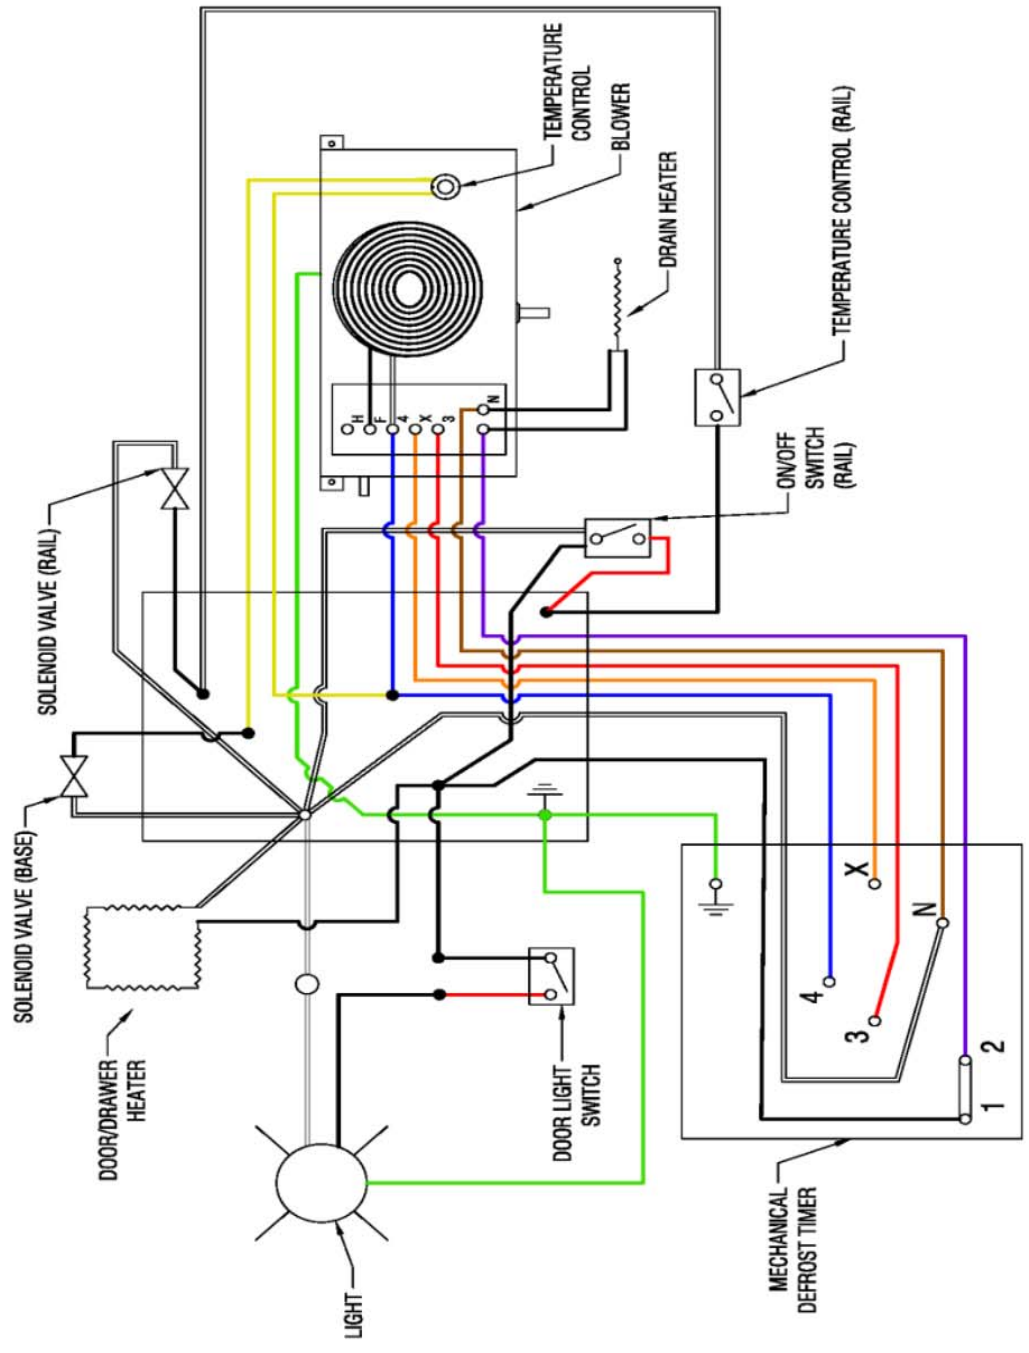 SOLENOID VALVE (BASE)
SOLENOID VALVE (RAIL)
DOOR/DRAWER
HEATER
LIGHT
DOOR LIGHT
SWITCH
MECHANICAL
DEFROST TIMER
TEMPERATURE
CONTROL
BLOWER
DRAIN HEATER
TEMPERATURE CONTROL (RAIL)
ON/OFF
SWITCH
(RAIL)
H
F
4
X
3
N
4
X
3
N
1
2